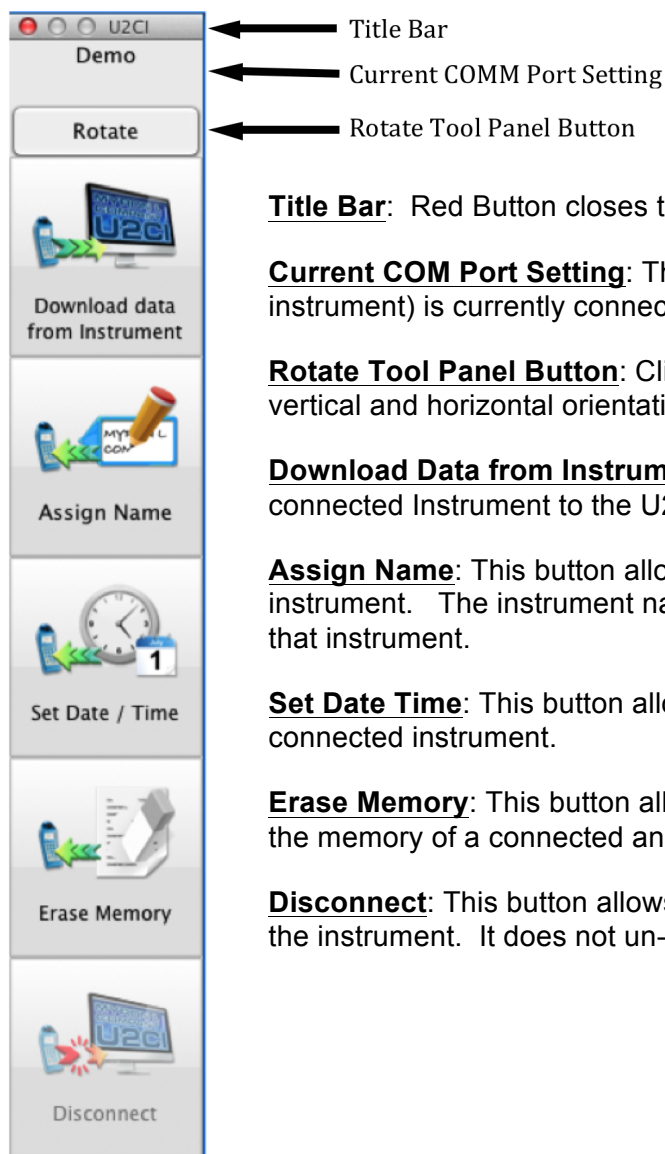 U2CI
Title Bar
Demo
Current COMM Port Setting
Rotate
Rotate Tool Panel Button
MYRON L
COMPANY
U2CI
Download data
from Instrument
Assign Name
1
Set Date / Time
Erase Memory
U2CI
Disconnect
Title Bar: Red Button closes t
Current COM Port Setting: Th
instrument) is currently connec
Rotate Tool Panel Button: Cli
vertical and horizontal orientati
Download Data from Instrum
connected Instrument to the U2
Assign Name: This button allo
instrument. The instrument na
that instrument.
Set Date Time: This button allo
connected instrument.
Erase Memory: This button all
the memory of a connected an
Disconnect: This button allows
the instrument. It does not un-